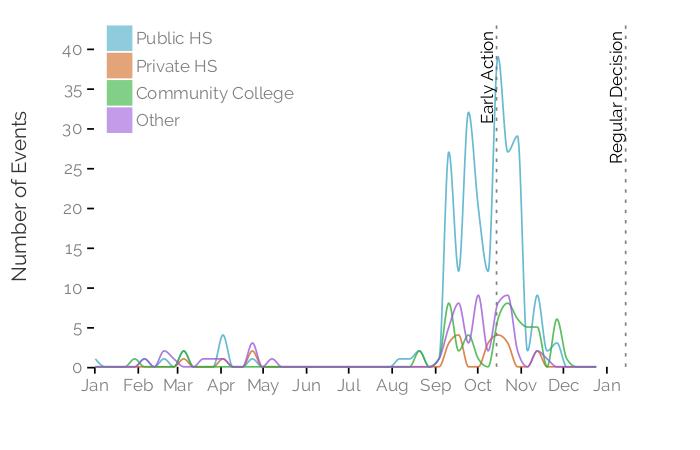 Public HS
Private HS
Community College
Other
Early Action
Regular Decision
Number of Events
40
35
30
25
20
15
10
5
0
Jan Feb Mar Apr May Jun Jul Aug Sep Oct Nov Dec Jan